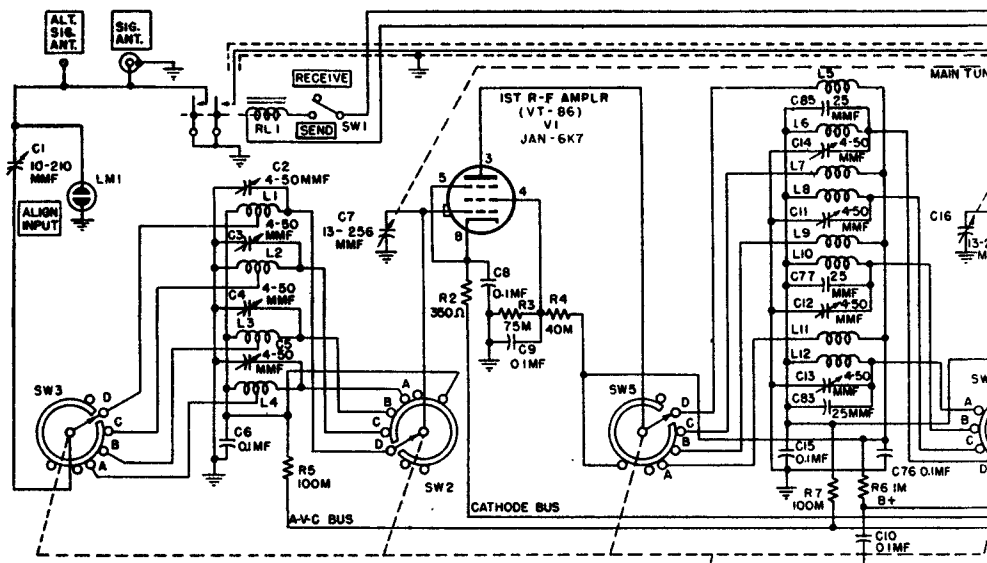 ALT.
SIG.
ANT.
SIG.
ANT.
RECEIVE
SEND
SW1
RL1
C1
10-210
MMF
LM1
ALIGN
INPUT
C2
4-50MMF
L1
4-50
MMF
C3
L2
4-50
MMF
C4
L3
C5
4-50
MMF
L4
C6
0.1MF
SW3
D
C
B
A
R5
100M
A-V-C BUS
A
B
C
D
SW2
C7
13-256
MMF
1ST R-F AMPLR
(VT-86)
V1
JAN-6K7
3
5
4
8
C8
0.1MF
R2
350Ω
R3
75M
R4
40M
C9
0.1MF
CATHODE BUS
SW5
D
C
B
A
MAIN TUN
L5
C85
25
MMF
L6
C14
4-50
MMF
L7
L8
C11
4-50
MMF
L9
L10
C77
25
MMF
C12
4-50
MMF
L11
L12
C13
4-50
MMF
C83
25MMF
C15
0.1MF
C76 0.1MF
R7
100M
R6 1M
B+
C10
0.1MF
C16
13-2
M
SW
A
B
C
D